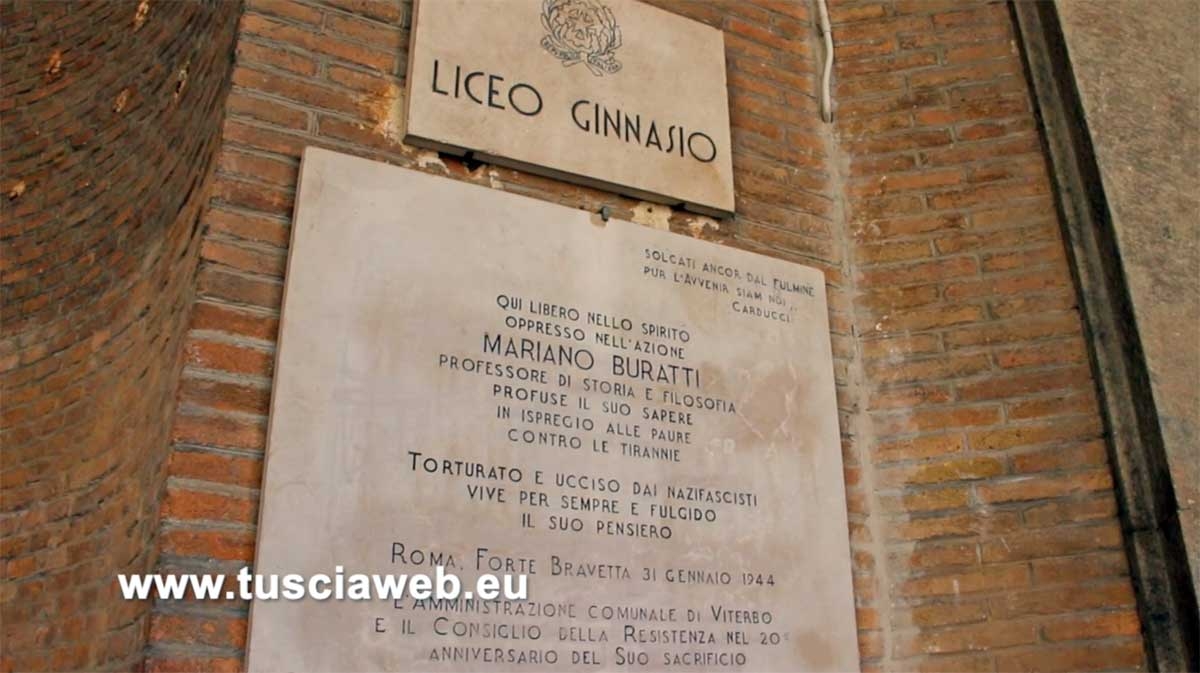 LICEO GINNASIO
SOLCATI ANCOR DAL FULMINE
PUR L'AVVENIR SIAM NOI
CARDUCCI
QUI LIBERO NELLO SPIRITO
OPPRESSO NELL'AZIONE
MARIANO BURATTI
PROFESSORE DI STORIA E FILOSOFIA
PROFUSE IL SUO SAPERE
IN ISPREGIO ALLE PAURE
CONTRO LE TIRANNIE
TORTURATO E UCCISO DAI NAZIFASCISTI
VIVE PER SEMPRE E FULGIDO
IL SUO PENSIERO
ROMA, FORTE BRAVETTA 31 GENNAIO 1944
www.tusciaweb.eu
L'AMMINISTRAZIONE COMUNALE DI VITERBO
E IL CONSIGLIO DELLA RESISTENZA NEL 20°
ANNIVERSARIO DEL SUO SACRIFICIO